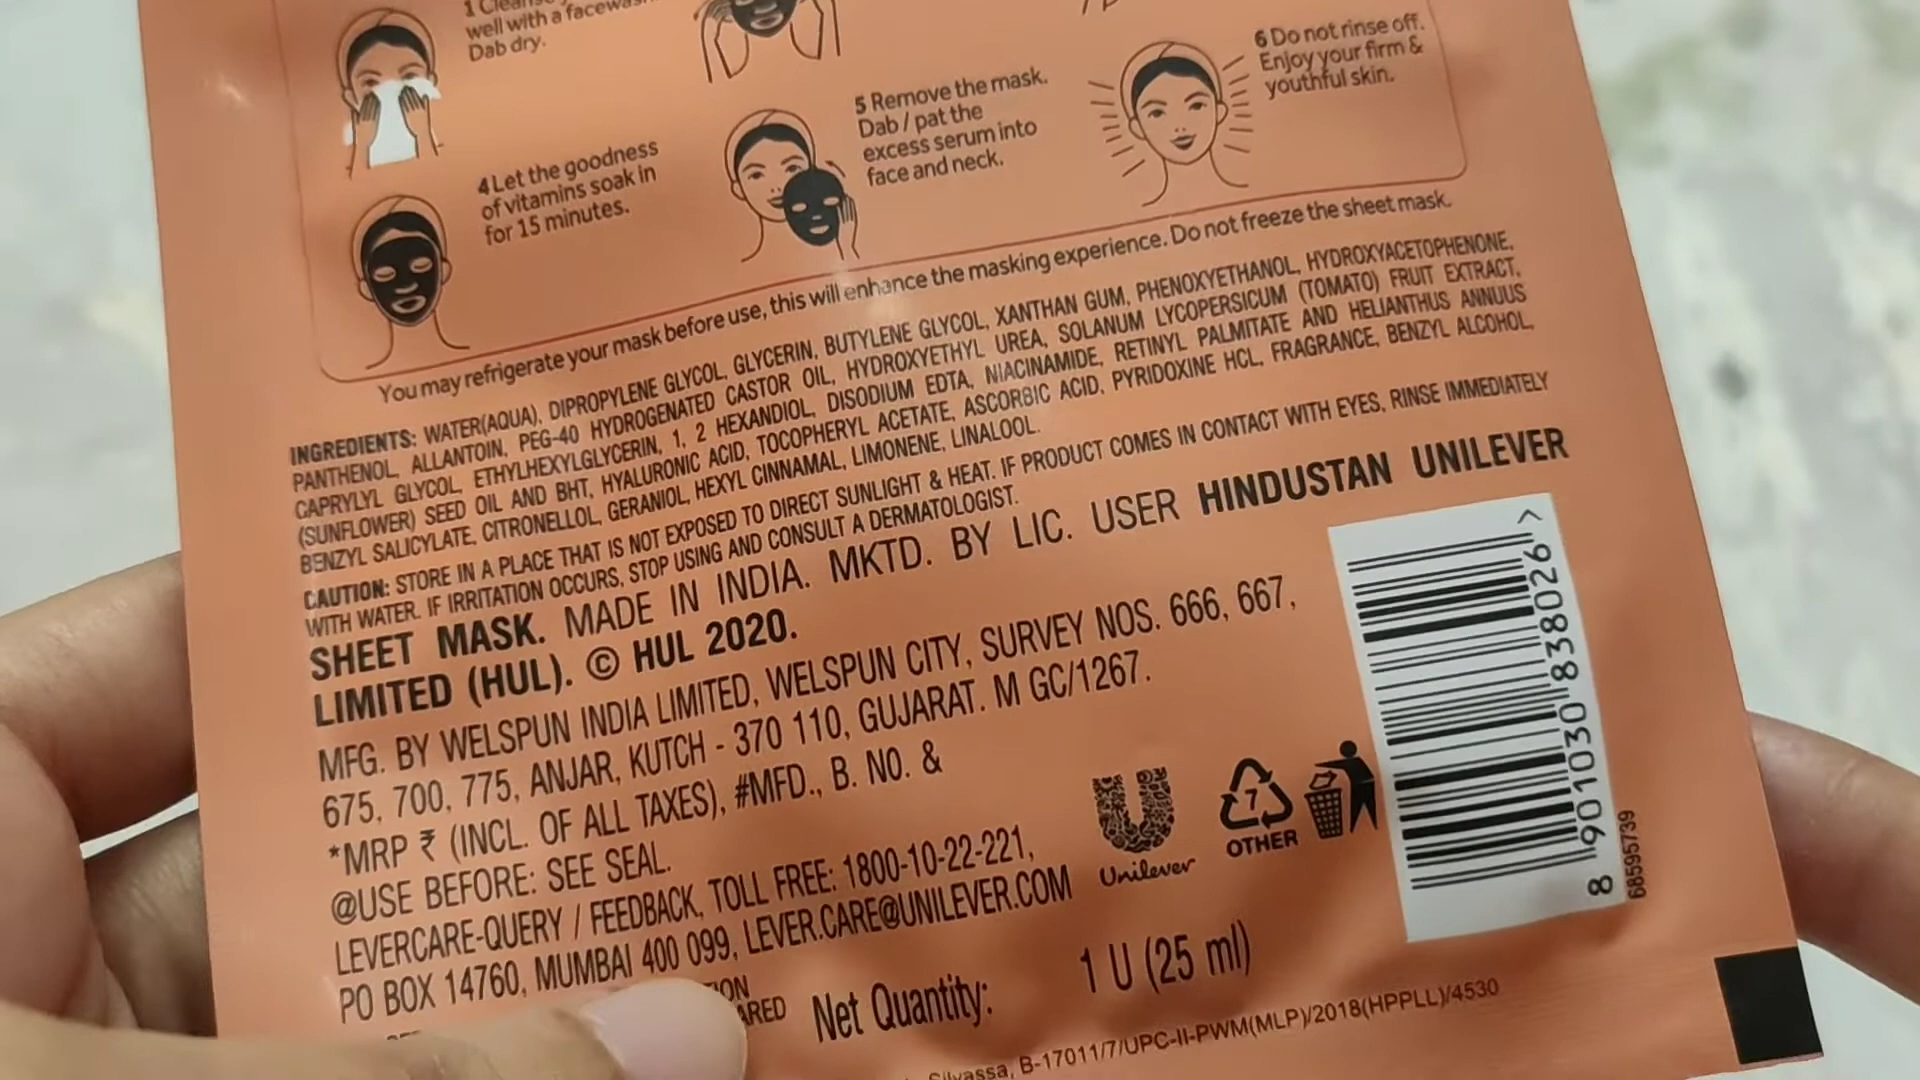 1 Cleanse
well with a facewash
Dab dry.
4 Let the goodness
of vitamins soak in
for 15 minutes.
5 Remove the mask.
Dab / pat the
excess serum into
face and neck.
6 Do not rinse off.
Enjoy your firm &
youthful skin.
You may refrigerate your mask before use, this will enhance the masking experience. Do not freeze the sheet mask.
INGREDIENTS: WATER(AQUA), DIPROPYLENE GLYCOL, GLYCERIN, BUTYLENE GLYCOL, XANTHAN GUM, PHENOXYETHANOL, HYDROXYACETOPHENONE,
PANTHENOL, ALLANTOIN, PEG-40 HYDROGENATED CASTOR OIL, HYDROXYETHYL UREA, SOLANUM LYCOPERSICUM (TOMATO) FRUIT EXTRACT,
CAPRYLYL GLYCOL, ETHYLHEXYLGLYCERIN, 1, 2 HEXANDIOL, DISODIUM EDTA, NIACINAMIDE, RETINYL PALMITATE AND HELIANTHUS ANNUUS
(SUNFLOWER) SEED OIL AND BHT, HYALURONIC ACID, TOCOPHERYL ACETATE, ASCORBIC ACID, PYRIDOXINE HCL, FRAGRANCE, BENZYL ALCOHOL,
BENZYL SALICYLATE, CITRONELLOL, GERANIOL, HEXYL CINNAMAL, LIMONENE, LINALOOL.
CAUTION: STORE IN A PLACE THAT IS NOT EXPOSED TO DIRECT SUNLIGHT & HEAT. IF PRODUCT COMES IN CONTACT WITH EYES, RINSE IMMEDIATELY
WITH WATER. IF IRRITATION OCCURS, STOP USING AND CONSULT A DERMATOLOGIST.
SHEET MASK. MADE IN INDIA. MKTD. BY LIC. USER HINDUSTAN UNILEVER
LIMITED (HUL). © HUL 2020.
MFG. BY WELSPUN INDIA LIMITED, WELSPUN CITY, SURVEY NOS. 666, 667,
675, 700, 775, ANJAR, KUTCH - 370 110, GUJARAT. M GC/1267.
*MRP ₹ (INCL. OF ALL TAXES), #MFD., B. NO. &
@USE BEFORE: SEE SEAL.
LEVERCARE-QUERY / FEEDBACK, TOLL FREE: 1800-10-22-221,
PO BOX 14760, MUMBAI 400 099, LEVER.CARE@UNILEVER.COM
Unilever
7
OTHER
8 901030 838026 >
68595739
Net Quantity: 1 U (25 ml)
Silvassa, B-17011/7/UPC-II-PWM(MLP)/2018(HPPLL)/4530